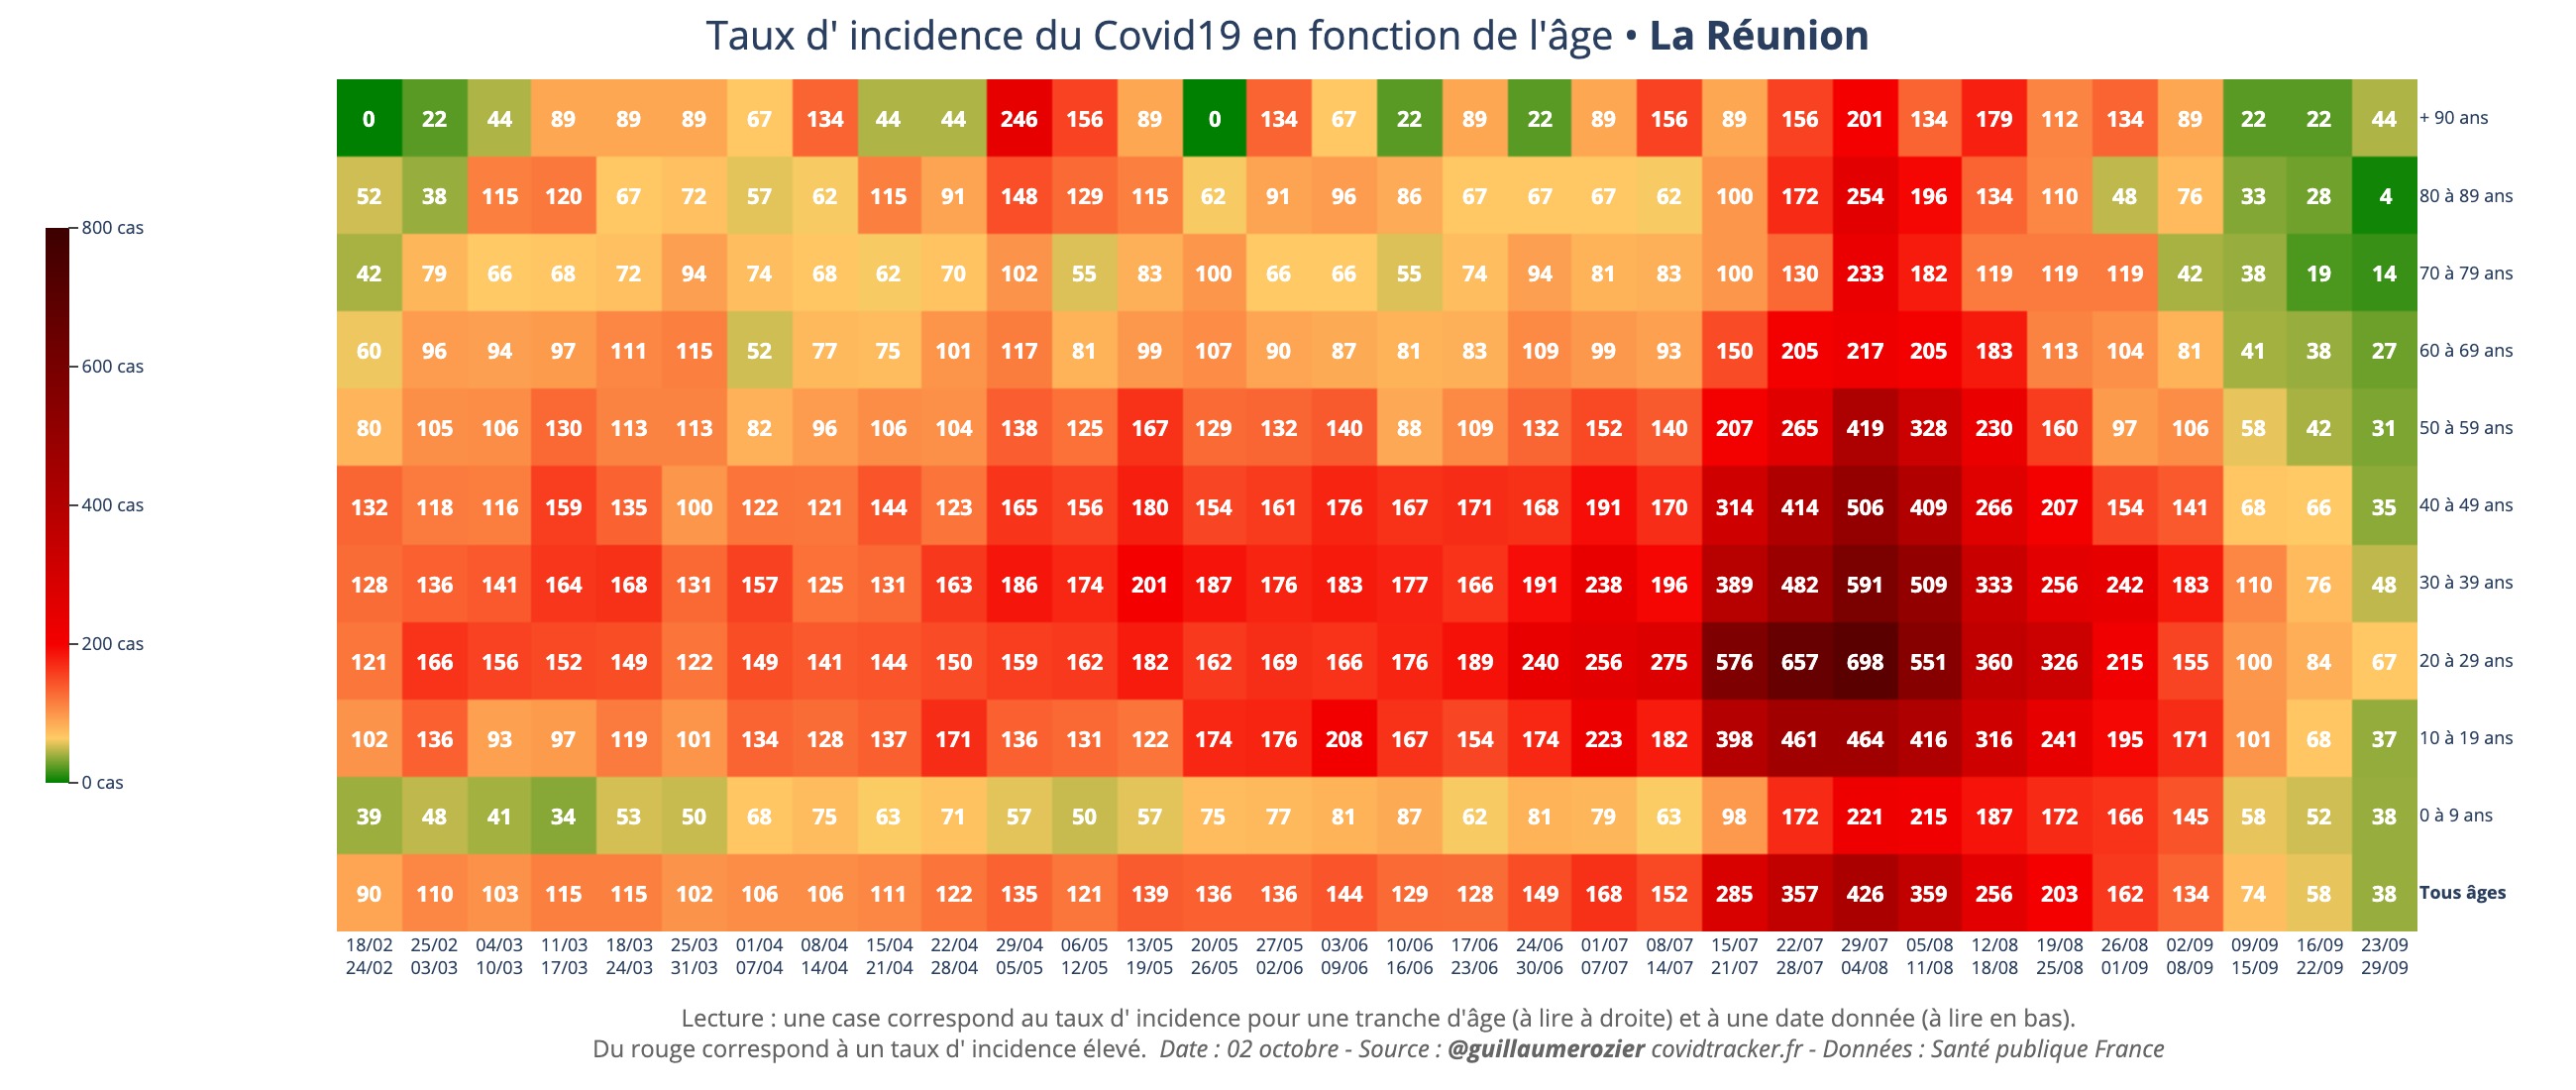 Taux d' incidence du Covid19 en fonction de l'âge • La Réunion
0 22 44 89 89 89 67 134 44 44 246 156 89 0 134 67 22 89 22 89 156 89 156 201 134 179 112 134 89 22 22 44 + 90 ans
52 38 115 120 67 72 57 62 115 91 148 129 115 62 91 96 86 67 67 67 62 100 172 254 196 134 110 48 76 33 28 4 80 à 89 ans
800 cas
42 79 66 68 72 94 74 68 62 70 102 55 83 100 66 66 55 74 94 81 83 100 130 233 182 119 119 119 42 38 19 14 70 à 79 ans
60 96 94 97 111 115 52 77 75 101 117 81 99 107 90 87 81 83 109 99 93 150 205 217 205 183 113 104 81 41 38 27 60 à 69 ans
600 cas
80 105 106 130 113 113 82 96 106 104 138 125 167 129 132 140 88 109 132 152 140 207 265 419 328 230 160 97 106 58 42 31 50 à 59 ans
400 cas
132 118 116 159 135 100 122 121 144 123 165 156 180 154 161 176 167 171 168 191 170 314 414 506 409 266 207 154 141 68 66 35 40 à 49 ans
128 136 141 164 168 131 157 125 131 163 186 174 201 187 176 183 177 166 191 238 196 389 482 591 509 333 256 242 183 110 76 48 30 à 39 ans
200 cas
121 166 156 152 149 122 149 141 144 150 159 162 182 162 169 166 176 189 240 256 275 576 657 698 551 360 326 215 155 100 84 67 20 à 29 ans
102 136 93 97 119 101 134 128 137 171 136 131 122 174 176 208 167 154 174 223 182 398 461 464 416 316 241 195 171 101 68 37 10 à 19 ans
0 cas
39 48 41 34 53 50 68 75 63 71 57 50 57 75 77 81 87 62 81 79 63 98 172 221 215 187 172 166 145 58 52 38 0 à 9 ans
90 110 103 115 115 102 106 106 111 122 135 121 139 136 136 144 129 128 149 168 152 285 357 426 359 256 203 162 134 74 58 38 Tous âges
18/02 25/02 04/03 11/03 18/03 25/03 01/04 08/04 15/04 22/04 29/04 06/05 13/05 20/05 27/05 03/06 10/06 17/06 24/06 01/07 08/07 15/07 22/07 29/07 05/08 12/08 19/08 26/08 02/09 09/09 16/09 23/09
24/02 03/03 10/03 17/03 24/03 31/03 07/04 14/04 21/04 28/04 05/05 12/05 19/05 26/05 02/06 09/06 16/06 23/06 30/06 07/07 14/07 21/07 28/07 04/08 11/08 18/08 25/08 01/09 08/09 15/09 22/09 29/09
Lecture : une case correspond au taux d' incidence pour une tranche d'âge (à lire à droite) et à une date donnée (à lire en bas).
Du rouge correspond à un taux d' incidence élevé. Date : 02 octobre - Source : @guillaumerozier covidtracker.fr - Données : Santé publique France